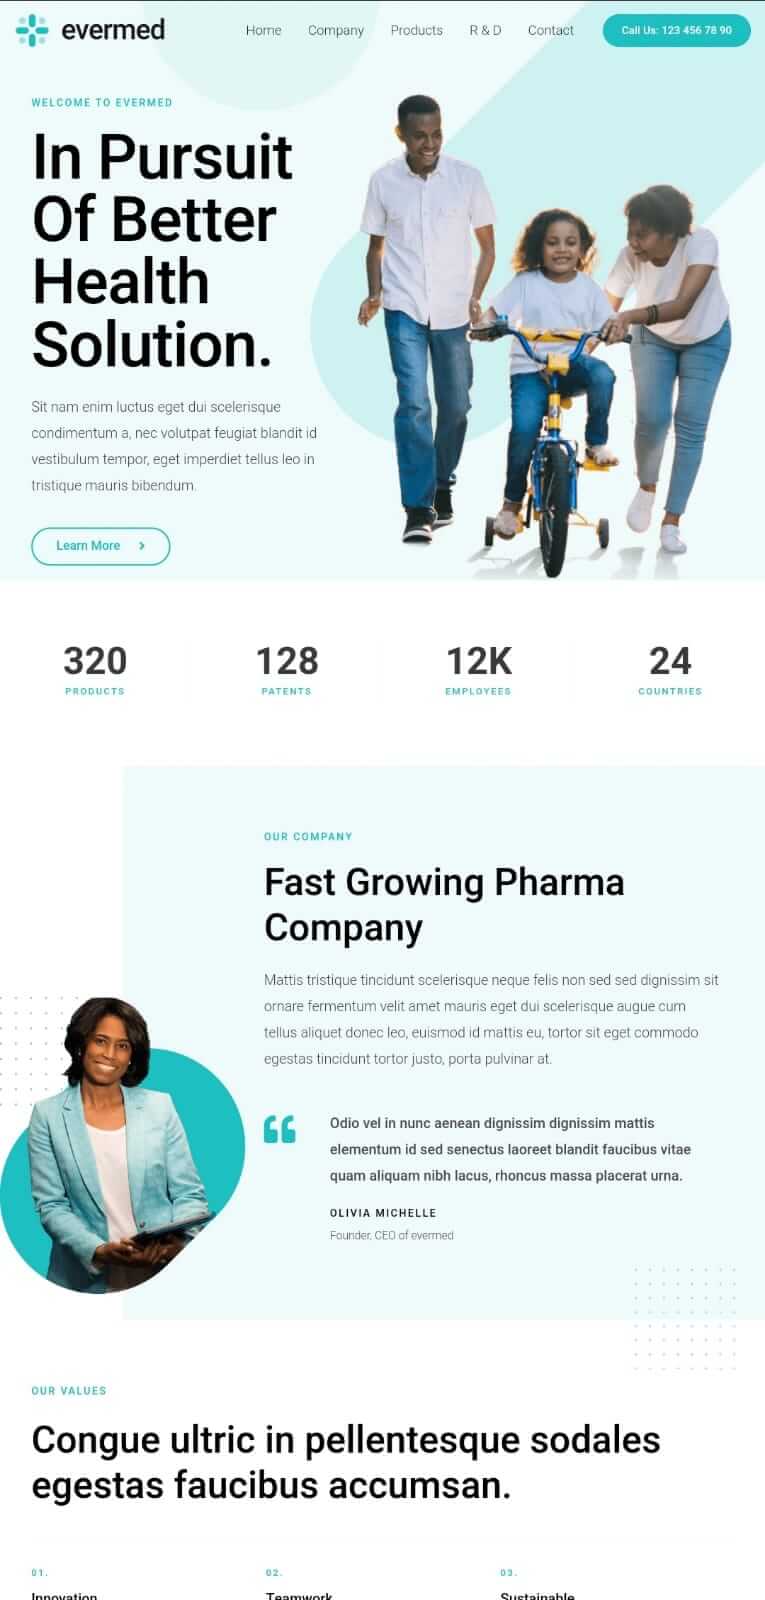 evermed
Home Company Products R & D Contact Call Us: 123 456 78 90
WELCOME TO EVERMED
In Pursuit
Of Better
Health
Solution.
Sit nam enim luctus eget dui scelerisque
condimentum a, nec volutpat feugiat blandit id
vestibulum tempor, eget imperdiet tellus leo in
tristique mauris bibendum.
Learn More
320 128 12K 24
PRODUCTS PATENTS EMPLOYEES COUNTRIES
OUR COMPANY
Fast Growing Pharma
Company
Mattis tristique tincidunt scelerisque neque felis non sed sed dignissim sit
ornare fermentum velit amet mauris eget dui scelerisque augue cum
tellus aliquet donec leo, euismod id mattis eu, tortor sit eget commodo
egestas tincidunt tortor justo, porta pulvinar at.
Odio vel in nunc aenean dignissim dignissim mattis
elementum id sed senectus laoreet blandit faucibus vitae
quam aliquam nibh lacus, rhoncus massa placerat urna.
OLIVIA MICHELLE
Founder, CEO of evermed
OUR VALUES
Congue ultric in pellentesque sodales
egestas faucibus accumsan.
01. 02. 03.
Innovation Teamwork Sustainable